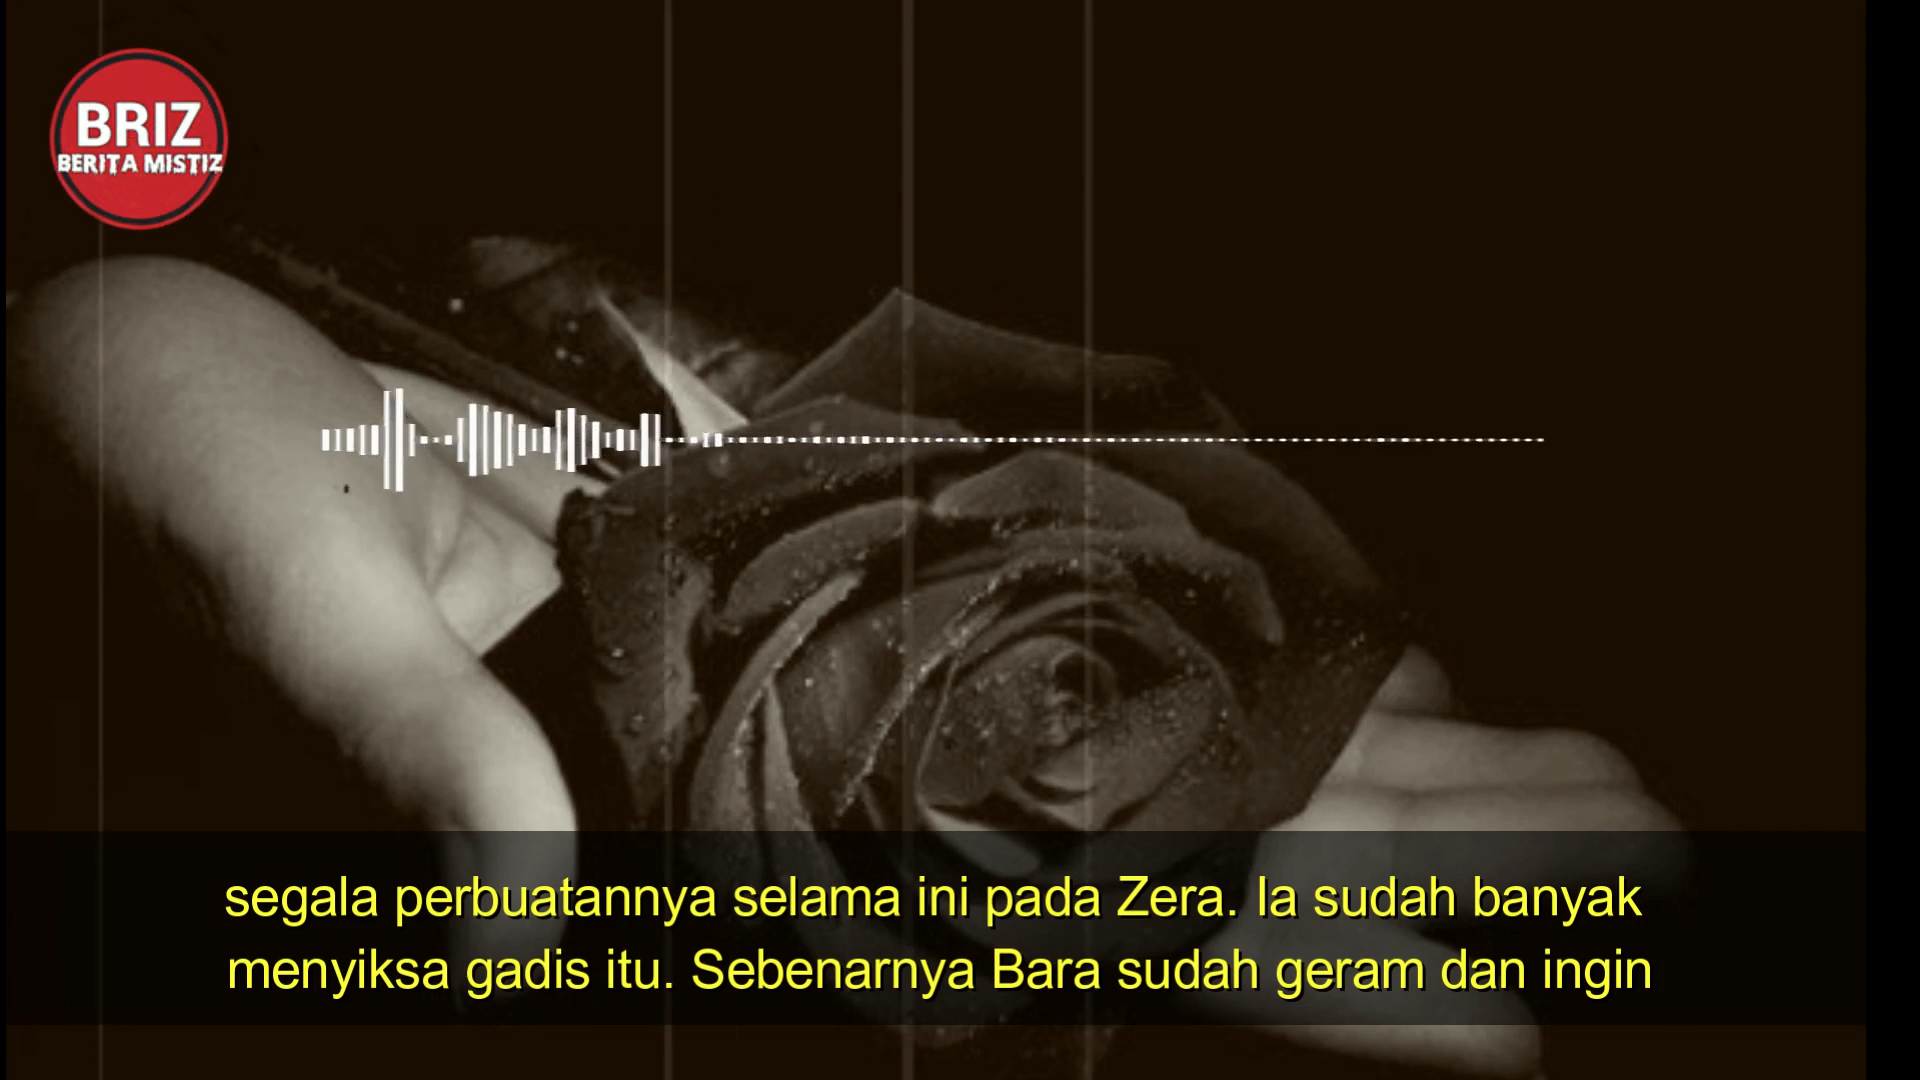 BRIZ
BERITA MISTIZ
segala perbuatannya selama ini pada Zera. Ia sudah banyak
menyiksa gadis itu. Sebenarnya Bara sudah geram dan ingin